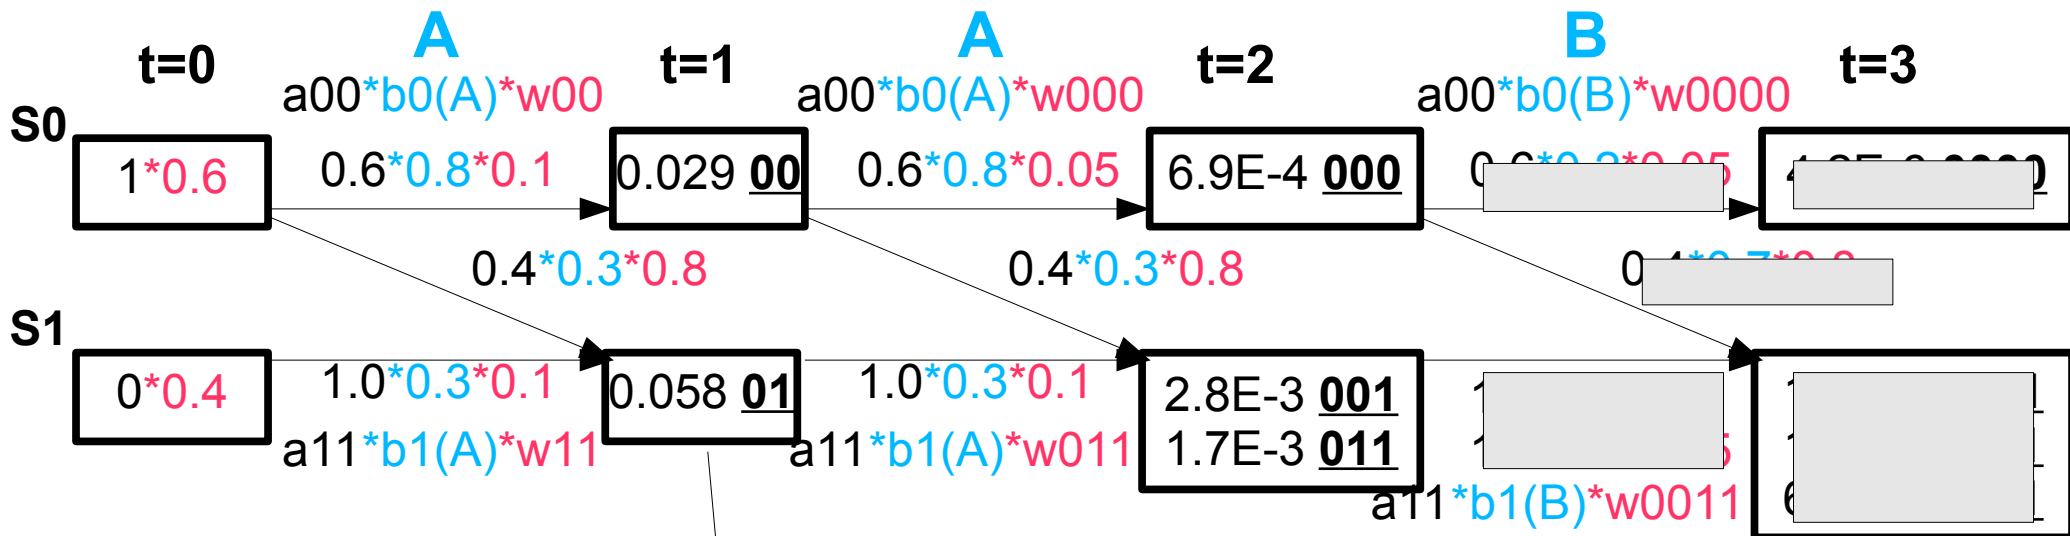 A A B
t=0 t=1 t=2 t=3
a00*b0(A)*w00 a00*b0(A)*w000 a00*b0(B)*w0000
S0
1*0.6 0.6*0.8*0.1 0.029 00 0.6*0.8*0.05 6.9E-4 000
0.4*0.3*0.8 0.4*0.3*0.8
S1
0*0.4 1.0*0.3*0.1 0.058 01 1.0*0.3*0.1 2.8E-3 001
a11*b1(A)*w11 a11*b1(A)*w011 1.7E-3 011
a11*b1(B)*w0011